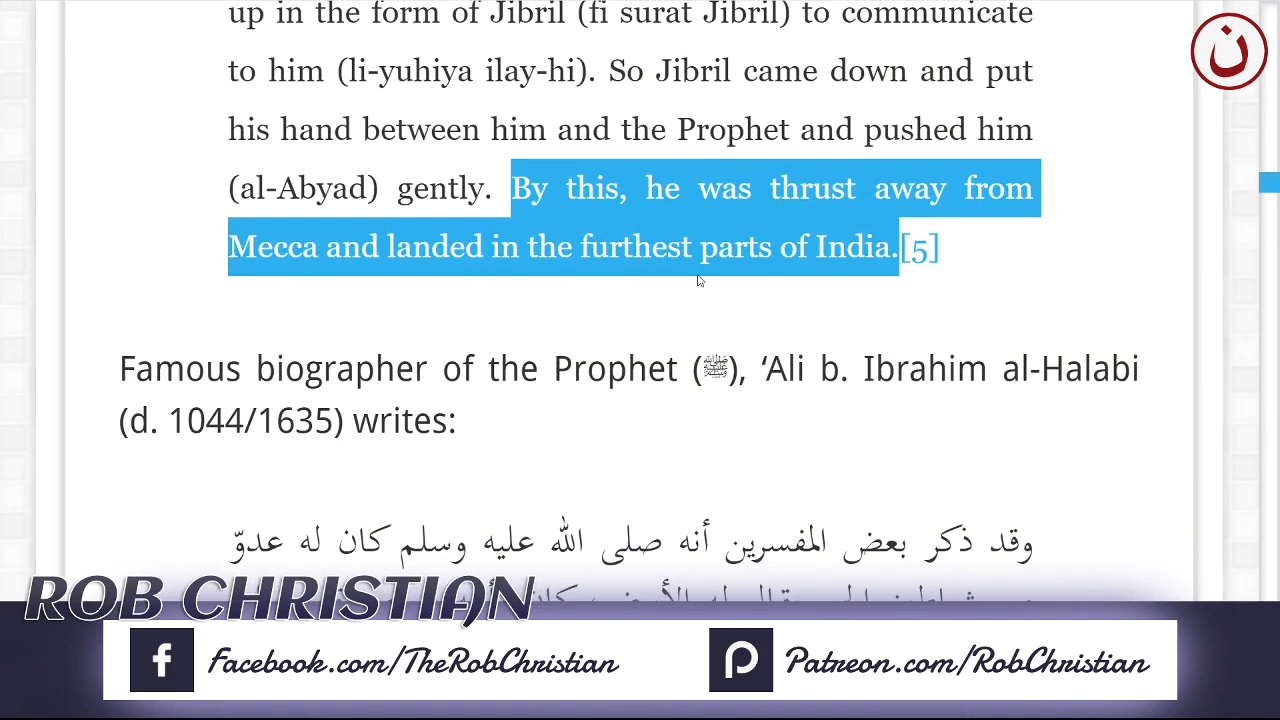 ن
up in the form of Jibril (fi surat Jibril) to communicate
to him (li-yuhiya ilay-hi). So Jibril came down and put
his hand between him and the Prophet and pushed him
(al-Abyad) gently. By this, he was thrust away from
Mecca and landed in the furthest parts of India.[5]
Famous biographer of the Prophet (ﷺ), ‘Ali b. Ibrahim al-Halabi
(d. 1044/1635) writes:
وقد ذكر بعض المفسرين أنه صلى الله عليه وسلم كان له عدوّ
ROB CHRISTIAN
Facebook.com/TheRobChristian
Patreon.com/RobChristian